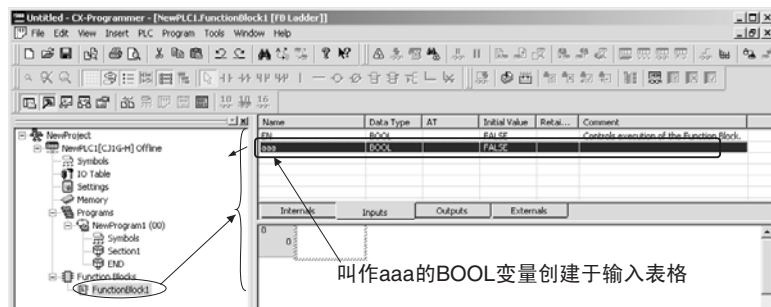 Untitled - CX-Programmer - [NewPLC1.FunctionBlock1 [FB Ladder]]
File Edit View Insert PLC Program Tools Window Help
10 16
Name Data Type AT Initial Value Retai... Comment
EN BOOL FALSE Controls execution of the Function Block.
aaa BOOL FALSE
NewProject
NewPLC1[CJ1G-H] Offline
Symbols
IO Table
Settings
Memory
Programs
NewProgram1 (00)
Symbols
Section1
END
Function Blocks
FunctionBlock1
Internals Inputs Outputs Externals
0
0
叫作aaa的BOOL变量创建于输入表格